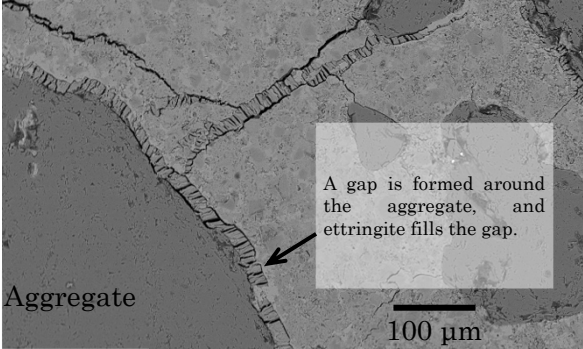 A gap is formed around
the aggregate, and
ettringite fills the gap.
Aggregate
100 μm